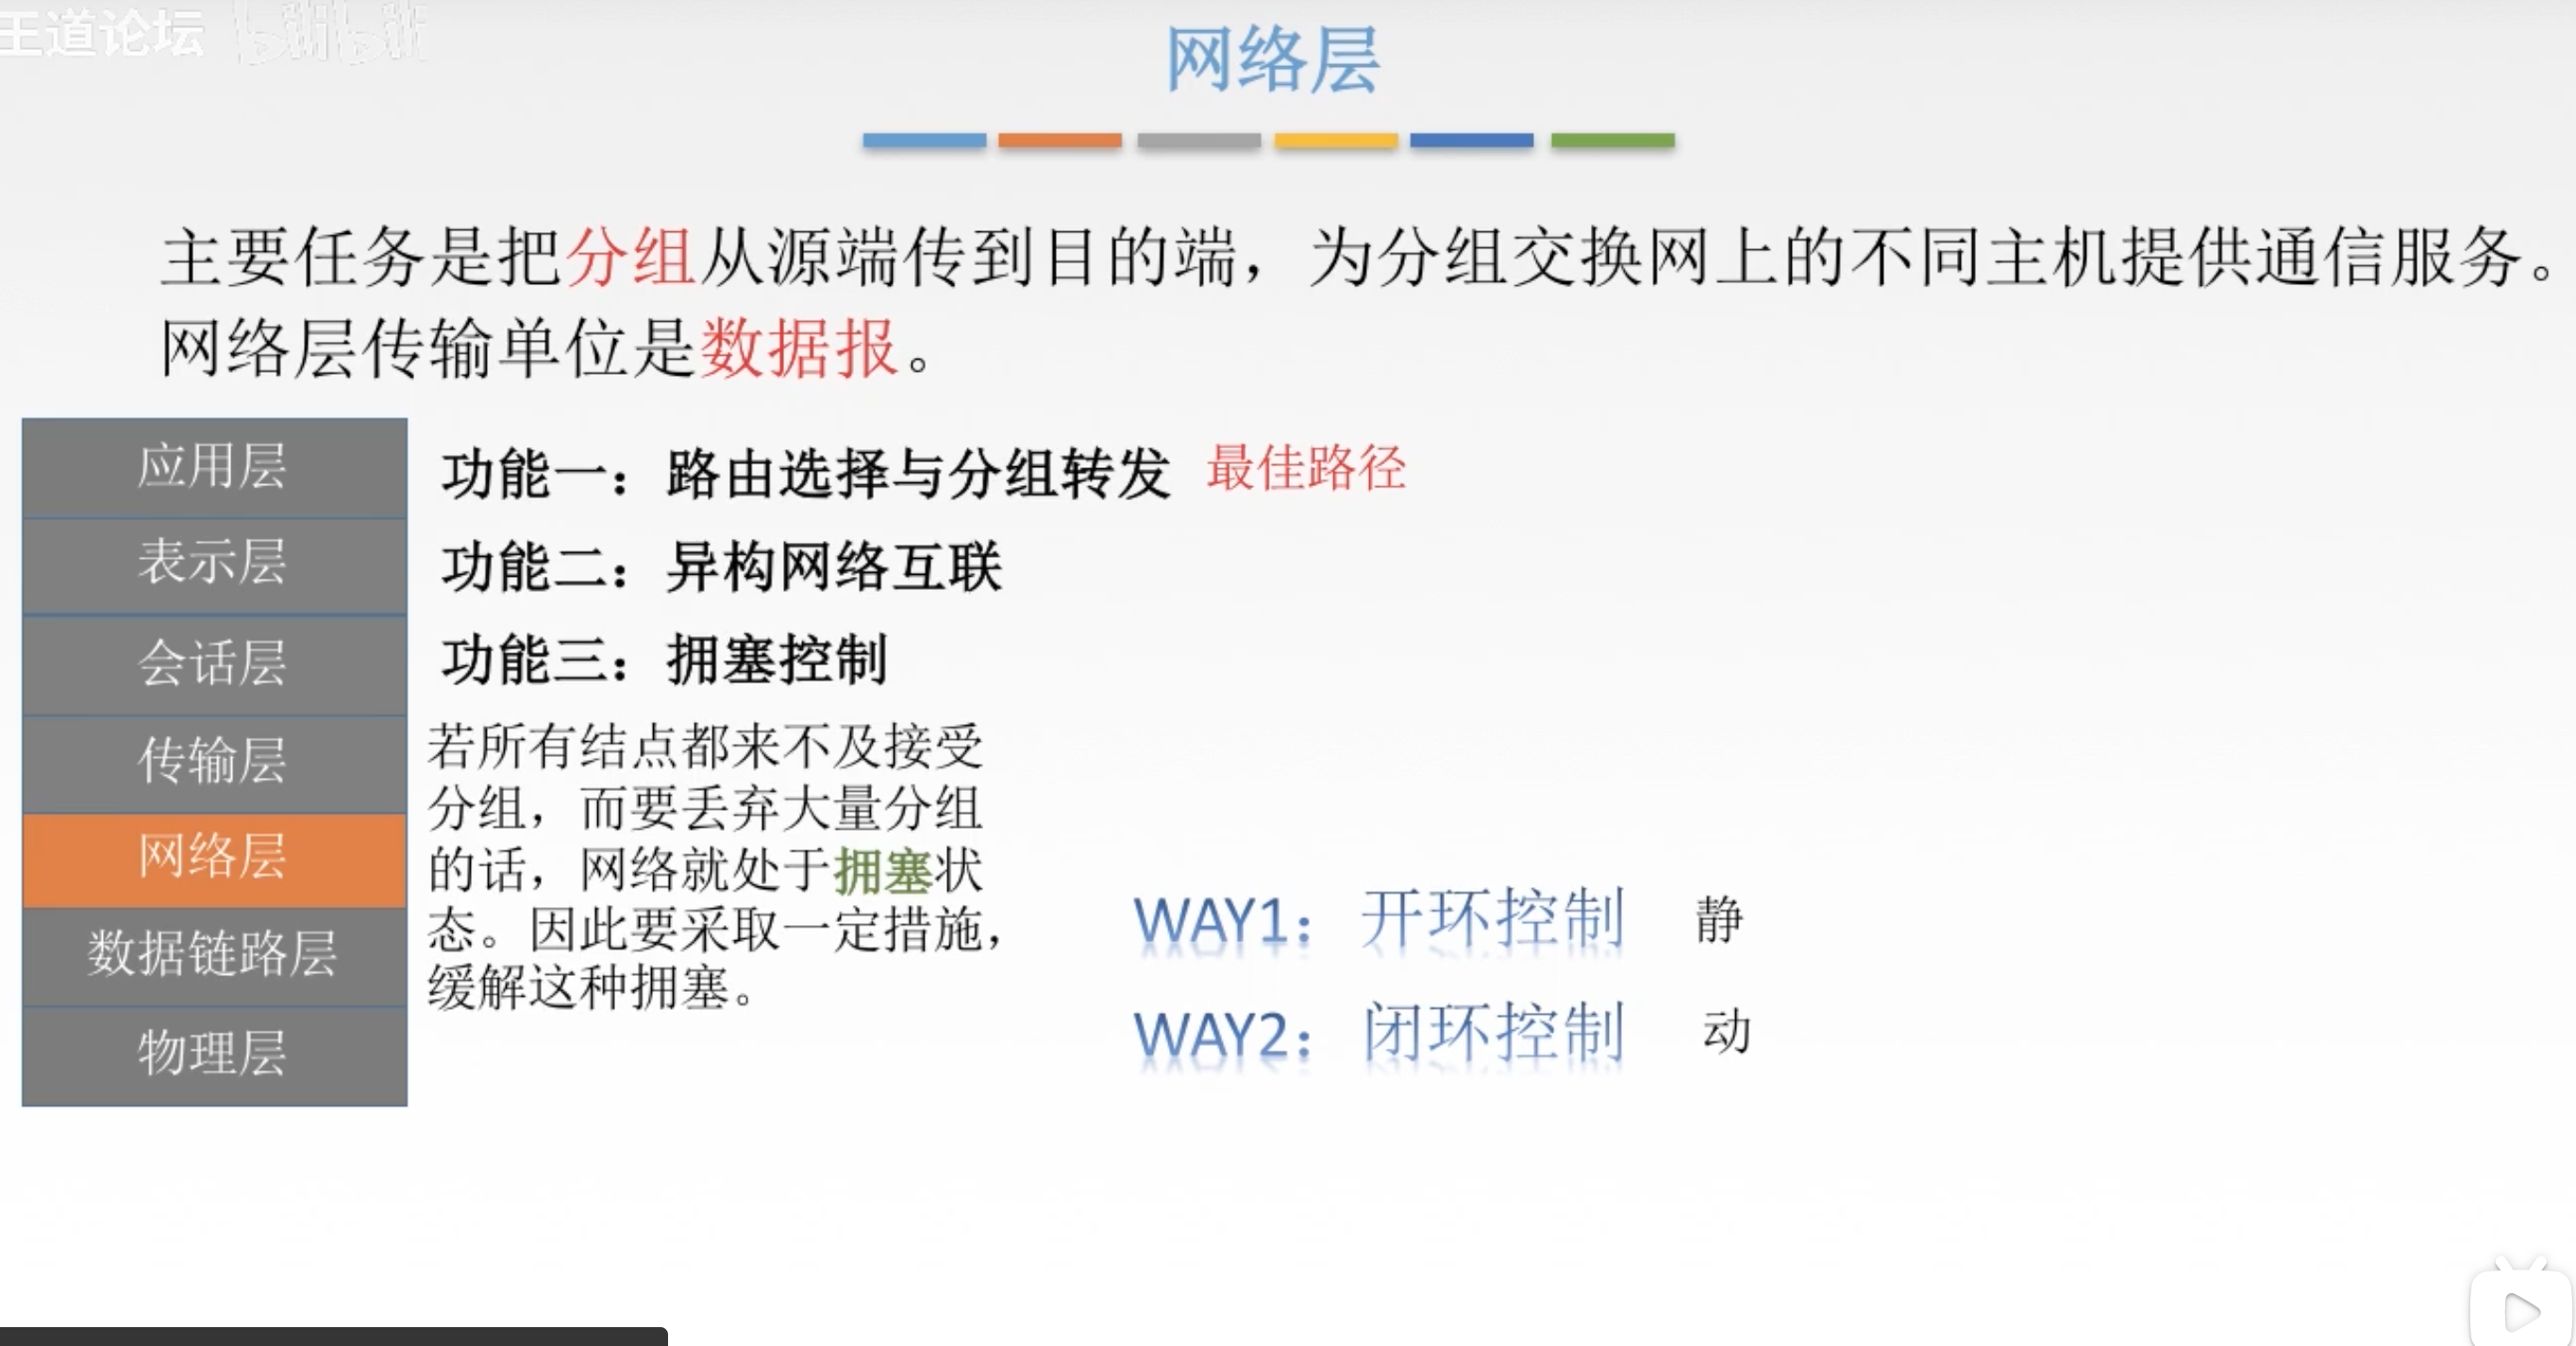 王道论坛 bilibili
网络层
主要任务是把分组从源端传到目的端，为分组交换网上的不同主机提供通信服务。
网络层传输单位是数据报。
应用层
表示层
会话层
传输层
网络层
数据链路层
物理层
功能一：路由选择与分组转发 最佳路径
功能二：异构网络互联
功能三：拥塞控制
若所有结点都来不及接受
分组，而要丢弃大量分组
的话，网络就处于拥塞状
态。因此要采取一定措施，
缓解这种拥塞。
WAY1：开环控制 静
WAY2：闭环控制 动